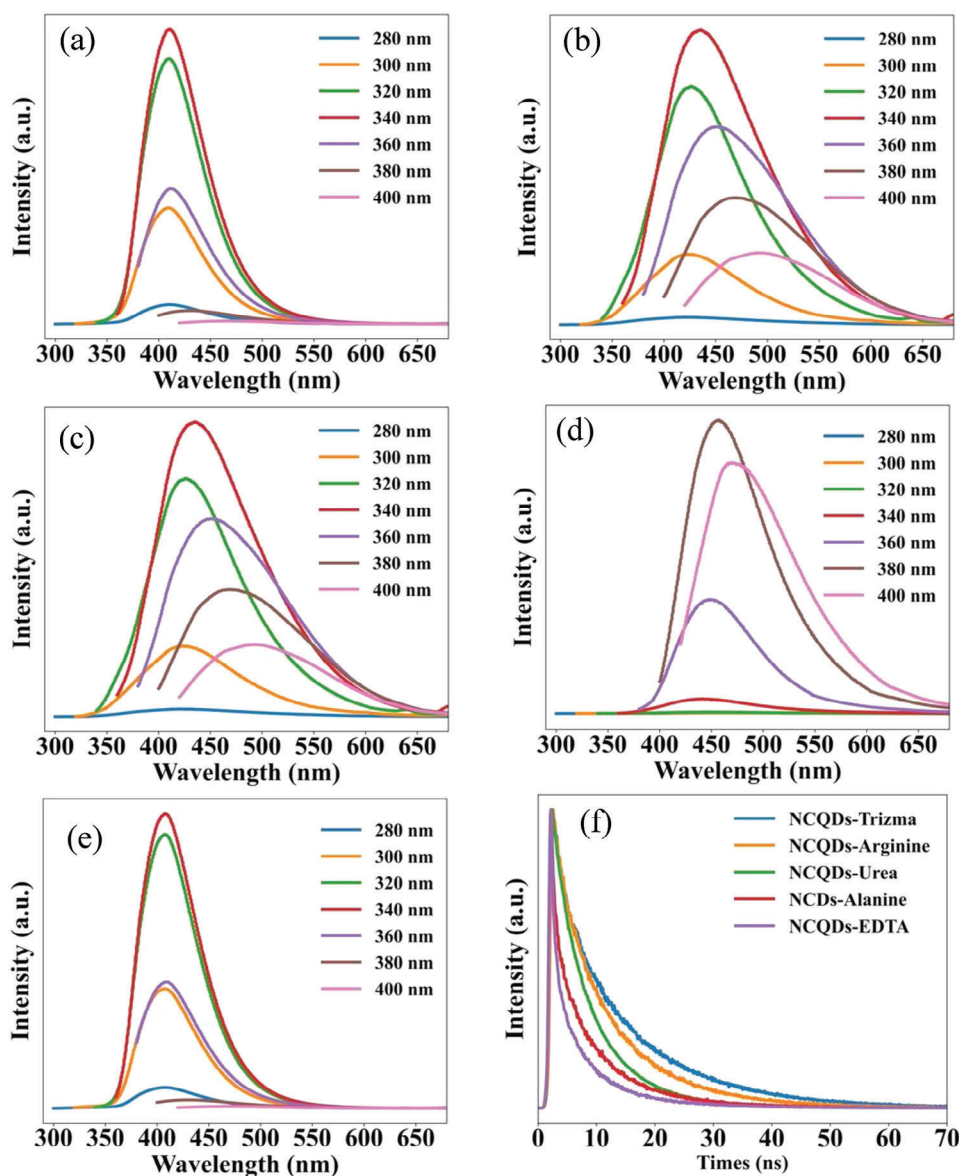 (a)
280 nm
300 nm
320 nm
340 nm
360 nm
380 nm
400 nm
Intensity (a.u.)
300 350 400 450 500 550 600 650
Wavelength (nm)
(b)
280 nm
300 nm
320 nm
340 nm
360 nm
380 nm
400 nm
Intensity (a.u.)
300 350 400 450 500 550 600 650
Wavelength (nm)
(c)
280 nm
300 nm
320 nm
340 nm
360 nm
380 nm
400 nm
Intensity (a.u.)
300 350 400 450 500 550 600 650
Wavelength (nm)
(d)
280 nm
300 nm
320 nm
340 nm
360 nm
380 nm
400 nm
Intensity (a.u.)
300 350 400 450 500 550 600 650
Wavelength (nm)
(e)
280 nm
300 nm
320 nm
340 nm
360 nm
380 nm
400 nm
Intensity (a.u.)
300 350 400 450 500 550 600 650
Wavelength (nm)
(f)
NCQDs-Trizma
NCQDs-Arginine
NCQDs-Urea
NCDs-Alanine
NCQDs-EDTA
Intensity (a.u.)
0 10 20 30 40 50 60 70
Times (ns)